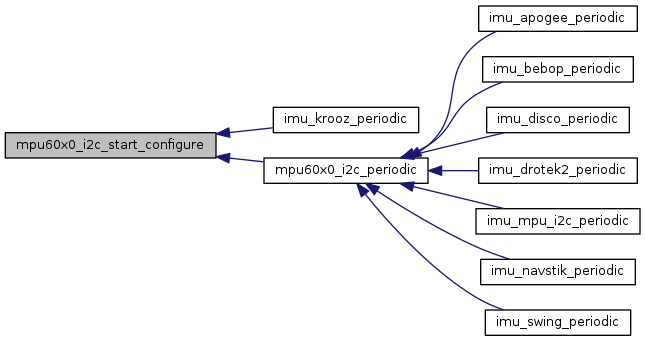 imu_apogee_periodic
imu_bebop_periodic
imu_krooz_periodic
imu_disco_periodic
mpu60x0_i2c_start_configure
mpu60x0_i2c_periodic
imu_drotek2_periodic
imu_mpu_i2c_periodic
imu_navstik_periodic
imu_swing_periodic